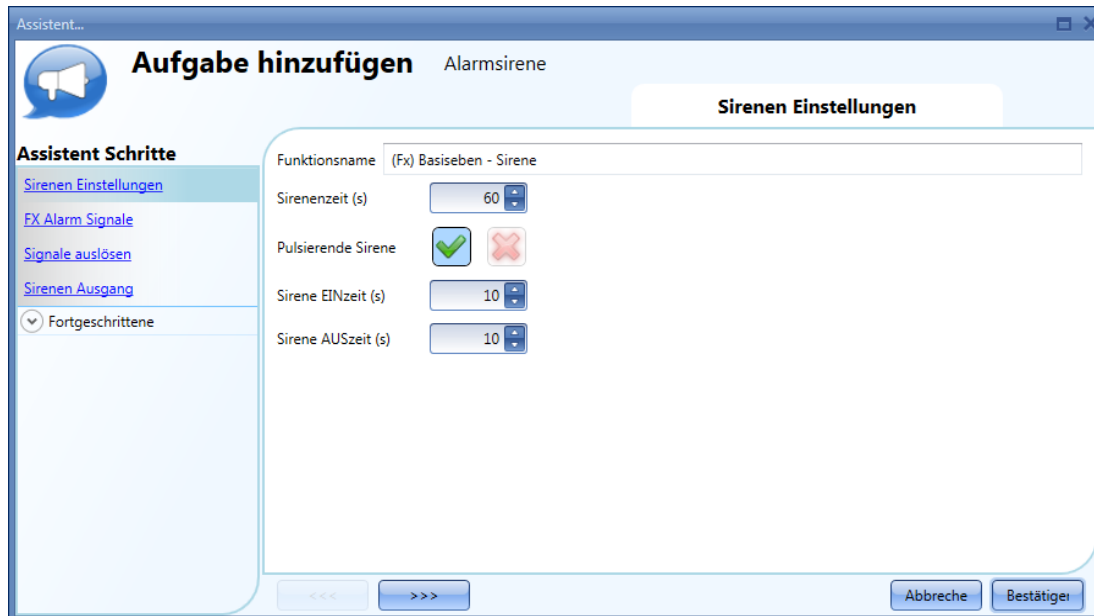 Assistent...
Aufgabe hinzufügen Alarmsirene
Sirenen Einstellungen
Assistent Schritte
Sirenen Einstellungen
FX Alarm Signale
Signale auslösen
Sirenen Ausgang
Fortgeschrittene
Funktionsname (Fx) Basiseben - Sirene
Sirenenzeit (s) 60
Pulsierende Sirene
Sirene EINzeit (s) 10
Sirene AUSzeit (s) 10
<<< >>> Abbreche Bestätiger